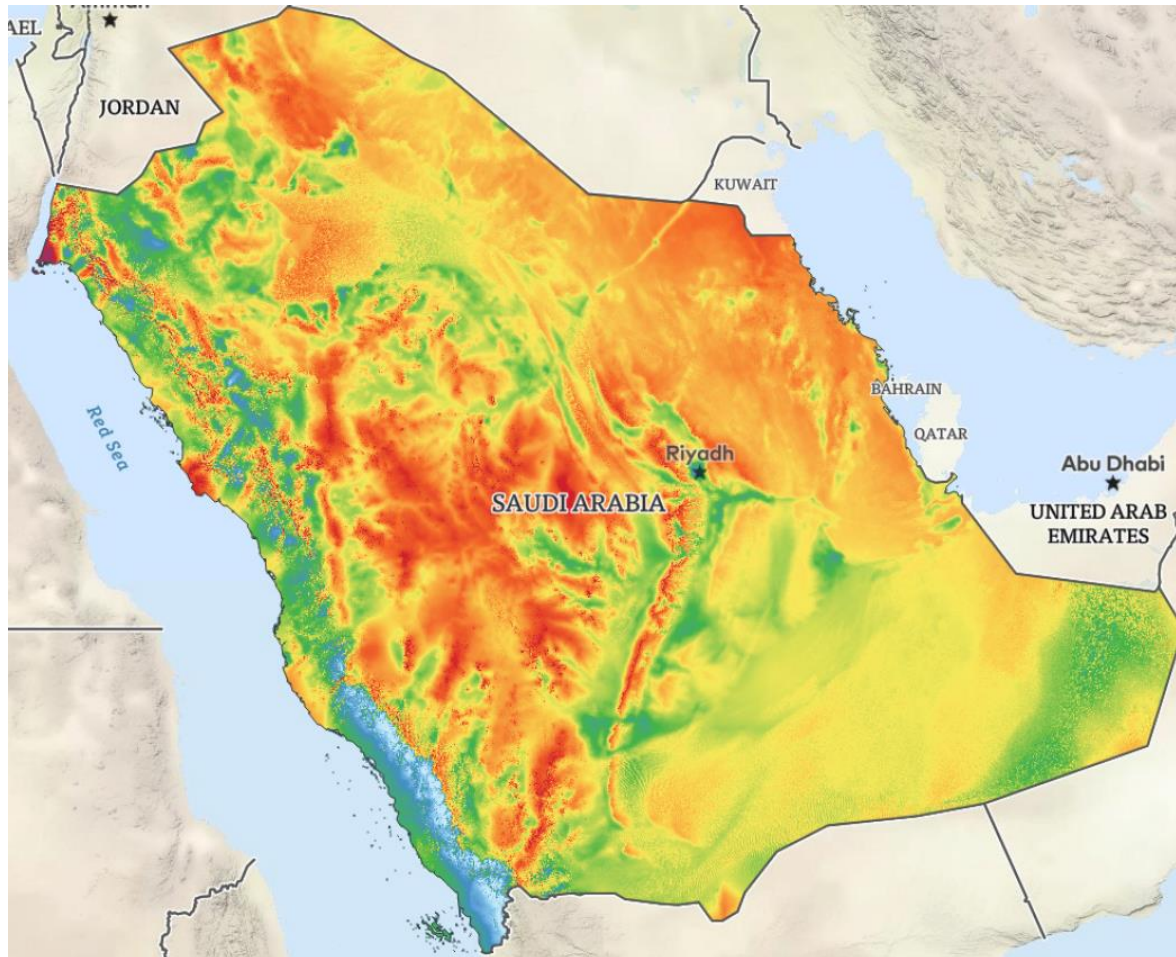 JORDAN
KUWAIT
BAHRAIN
QATAR
Riyadh
Abu Dhabi
SAUDI ARABIA
UNITED ARAB
EMIRATES
Red Sea